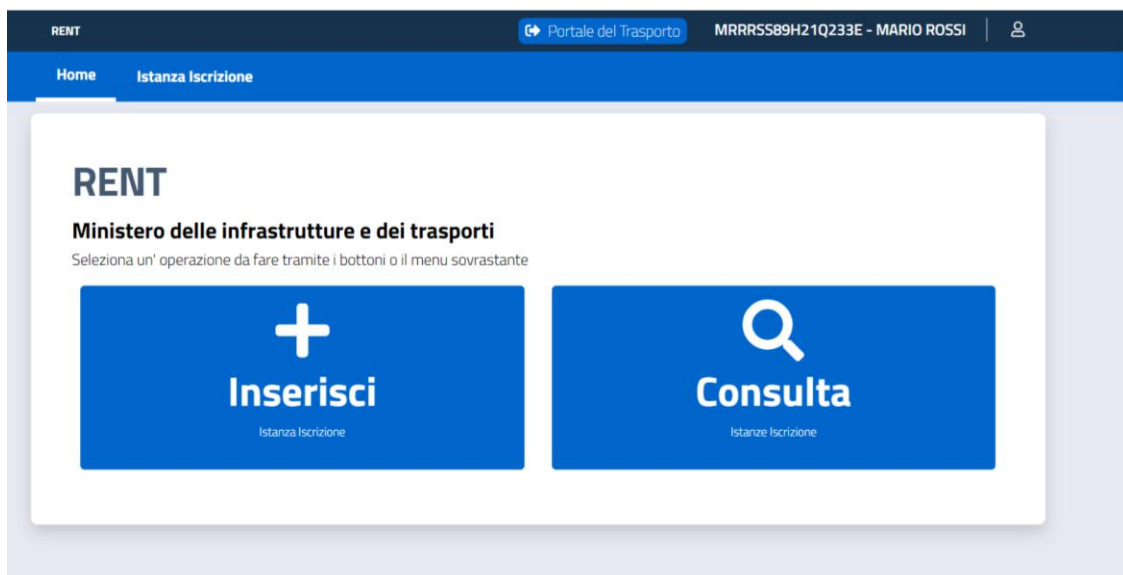 RENT
Portale del Trasporto
MRRRSS89H21Q233E - MARIO ROSSI
Home
Istanza Iscrizione
RENT
Ministero delle infrastrutture e dei trasporti
Seleziona un' operazione da fare tramite i bottoni o il menu sovrastante
Inserisci
Istanza Iscrizione
Consulta
Istanze Iscrizione